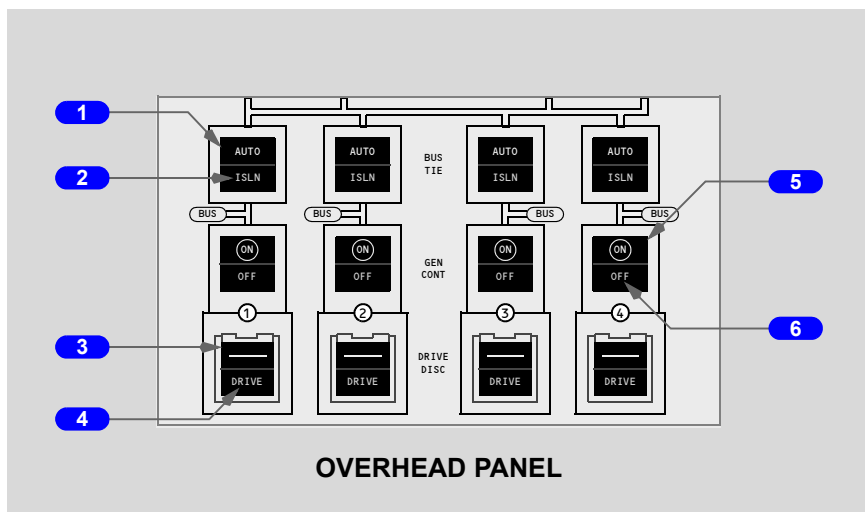 1
2
3
4
5
6
AUTO AUTO BUS TIE AUTO AUTO
ISLN ISLN ISLN ISLN
BUS BUS BUS BUS
ON ON GEN CONT ON ON
OFF OFF OFF OFF
1 2 3 4
DRIVE DISC
DRIVE DRIVE DRIVE DRIVE
OVERHEAD PANEL